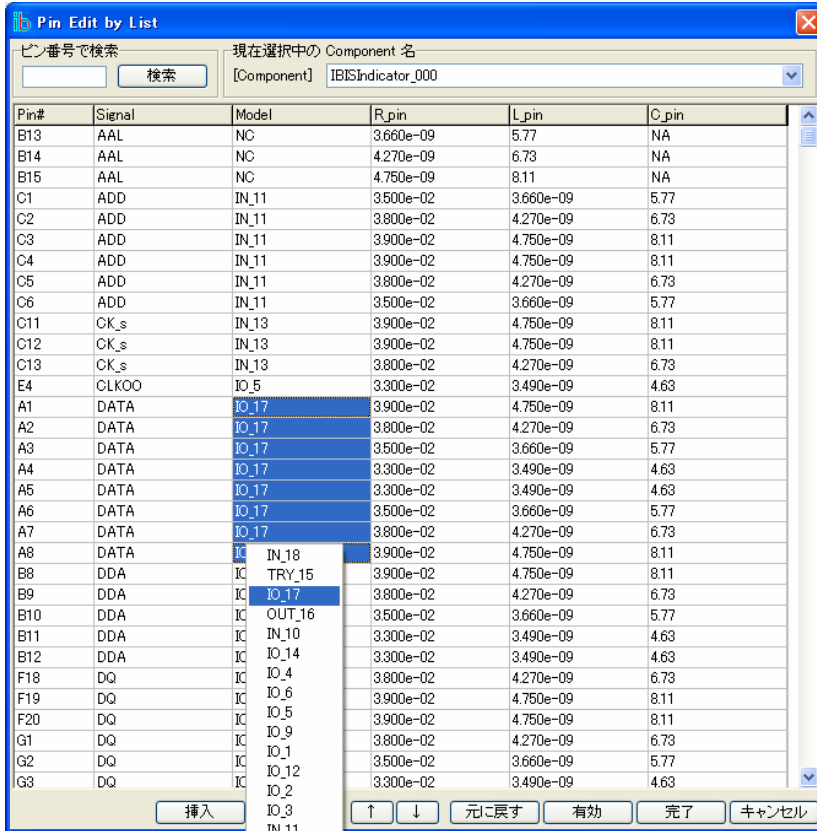 ib Pin Edit by List
ピン番号で検索
検索
現在選択中の Component 名
[Component] IBISIndicator_000
Pin# Signal Model R_pin L_pin C_pin
B13 AAL NC 3.660e-09 5.77 NA
B14 AAL NC 4.270e-09 6.73 NA
B15 AAL NC 4.750e-09 8.11 NA
C1 ADD IN_11 3.500e-02 3.660e-09 5.77
C2 ADD IN_11 3.800e-02 4.270e-09 6.73
C3 ADD IN_11 3.900e-02 4.750e-09 8.11
C4 ADD IN_11 3.900e-02 4.750e-09 8.11
C5 ADD IN_11 3.800e-02 4.270e-09 6.73
C6 ADD IN_11 3.500e-02 3.660e-09 5.77
C11 CK_s IN_13 3.900e-02 4.750e-09 8.11
C12 CK_s IN_13 3.900e-02 4.750e-09 8.11
C13 CK_s IN_13 3.800e-02 4.270e-09 6.73
E4 CLKOO IO_5 3.300e-02 3.490e-09 4.63
A1 DATA IO_17 3.900e-02 4.750e-09 8.11
A2 DATA IO_17 3.800e-02 4.270e-09 6.73
A3 DATA IO_17 3.500e-02 3.660e-09 5.77
A4 DATA IO_17 3.300e-02 3.490e-09 4.63
A5 DATA IO_17 3.300e-02 3.490e-09 4.63
A6 DATA IO_17 3.500e-02 3.660e-09 5.77
A7 DATA IO_17 3.800e-02 4.270e-09 6.73
A8 DATA 3.900e-02 4.750e-09 8.11
B8 DDA 3.900e-02 4.750e-09 8.11
B9 DDA 3.800e-02 4.270e-09 6.73
B10 DDA 3.500e-02 3.660e-09 5.77
B11 DDA 3.300e-02 3.490e-09 4.63
B12 DDA 3.300e-02 3.490e-09 4.63
F18 DQ 3.800e-02 4.270e-09 6.73
F19 DQ 3.900e-02 4.750e-09 8.11
F20 DQ 3.900e-02 4.750e-09 8.11
G1 DQ 3.800e-02 4.270e-09 6.73
G2 DQ 3.500e-02 3.660e-09 5.77
G3 DQ 3.300e-02 3.490e-09 4.63
IN_18
TRY_15
IO_17
OUT_16
IN_10
IO_14
IO_4
IO_6
IO_5
IO_9
IO_1
IO_12
IO_2
IO_3
IN_11
挿入 ↑ ↓ 元に戻す 有効 完了 キャンセル